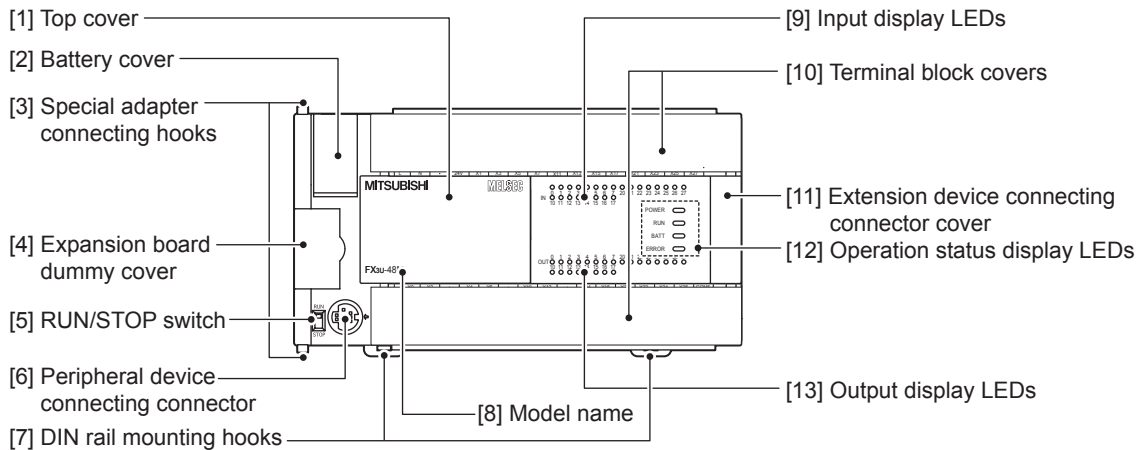 [1] Top cover
[2] Battery cover
[3] Special adapter
connecting hooks
[4] Expansion board
dummy cover
[5] RUN/STOP switch
[6] Peripheral device
connecting connector
[7] DIN rail mounting hooks
[8] Model name
[9] Input display LEDs
[10] Terminal block covers
[11] Extension device connecting
connector cover
[12] Operation status display LEDs
[13] Output display LEDs
MITSUBISHI
MELSEC
IN
POWER
RUN
BATT
ERROR
OUT
FX3U-48
RUN
STOP